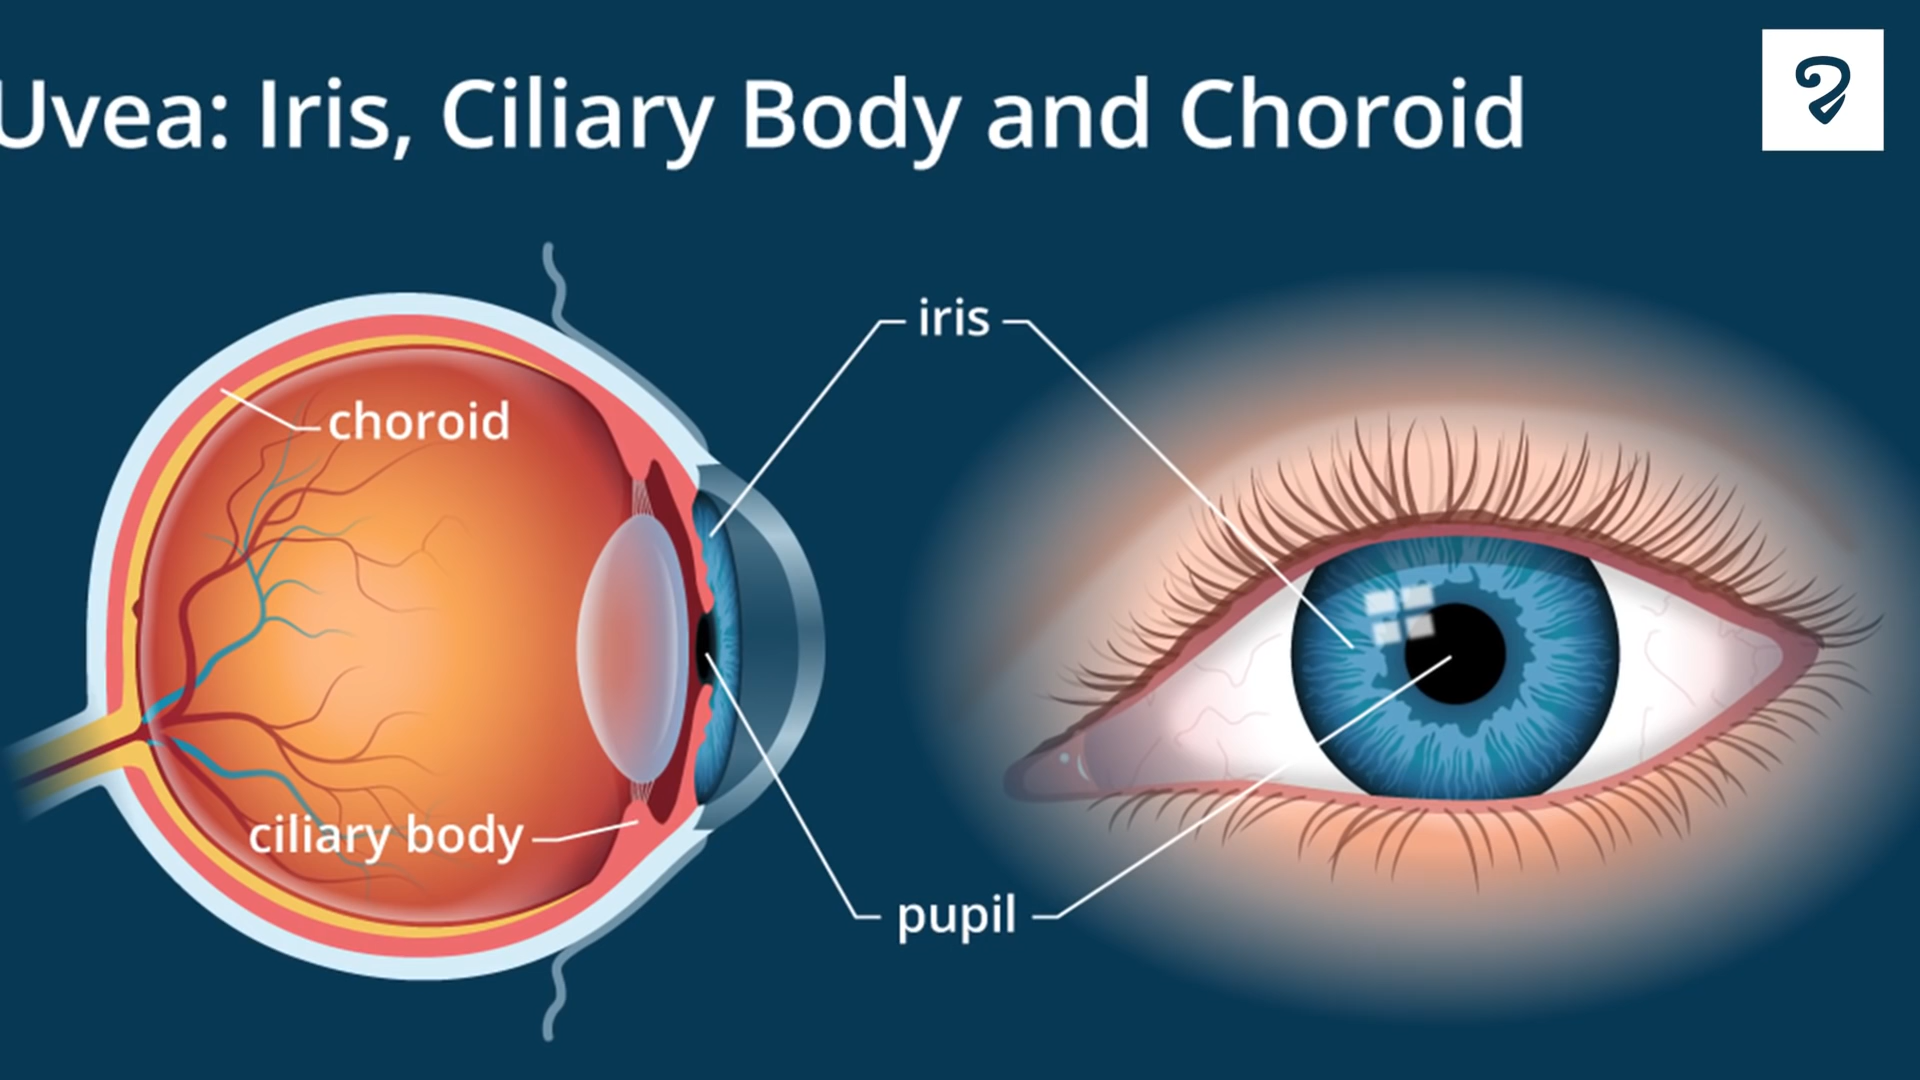 Uvea: Iris, Ciliary Body and Choroid
iris
choroid
ciliary body
pupil